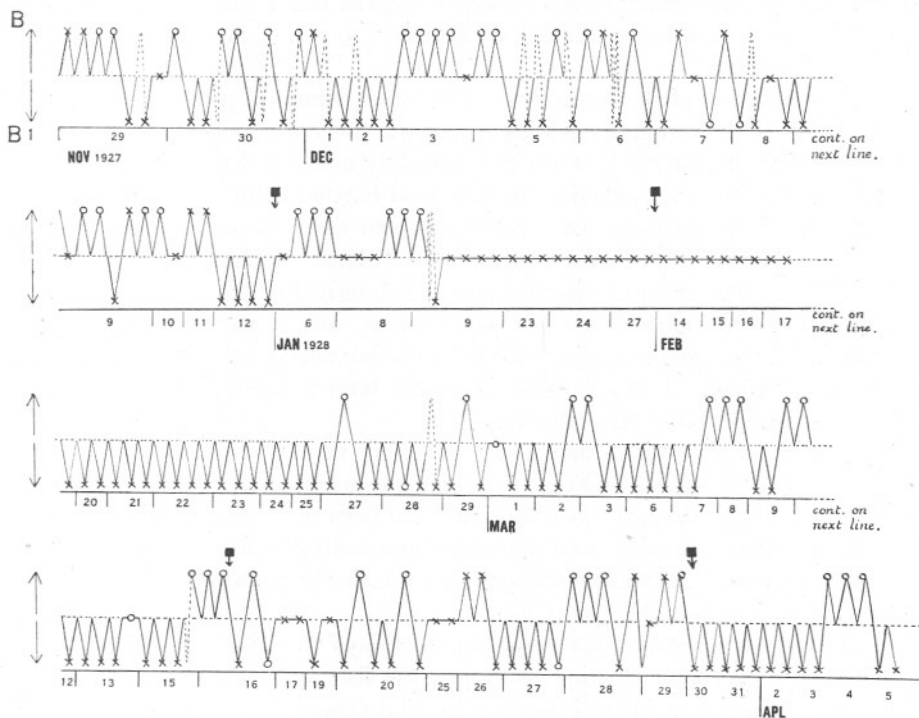 B
B1
29 30 1 2 3 5 6 7 8 cont. on
NOV 1927 DEC next line.
9 10 11 12 6 8 9 23 24 27 14 15 16 17 cont. on
JAN 1928 FEB next line.
20 21 22 23 24 25 27 28 29 1 2 3 6 7 8 9 cont. on
MAR next line.
12 13 15 16 17 19 20 25 26 27 28 29 30 31 2 3 4 5
APL